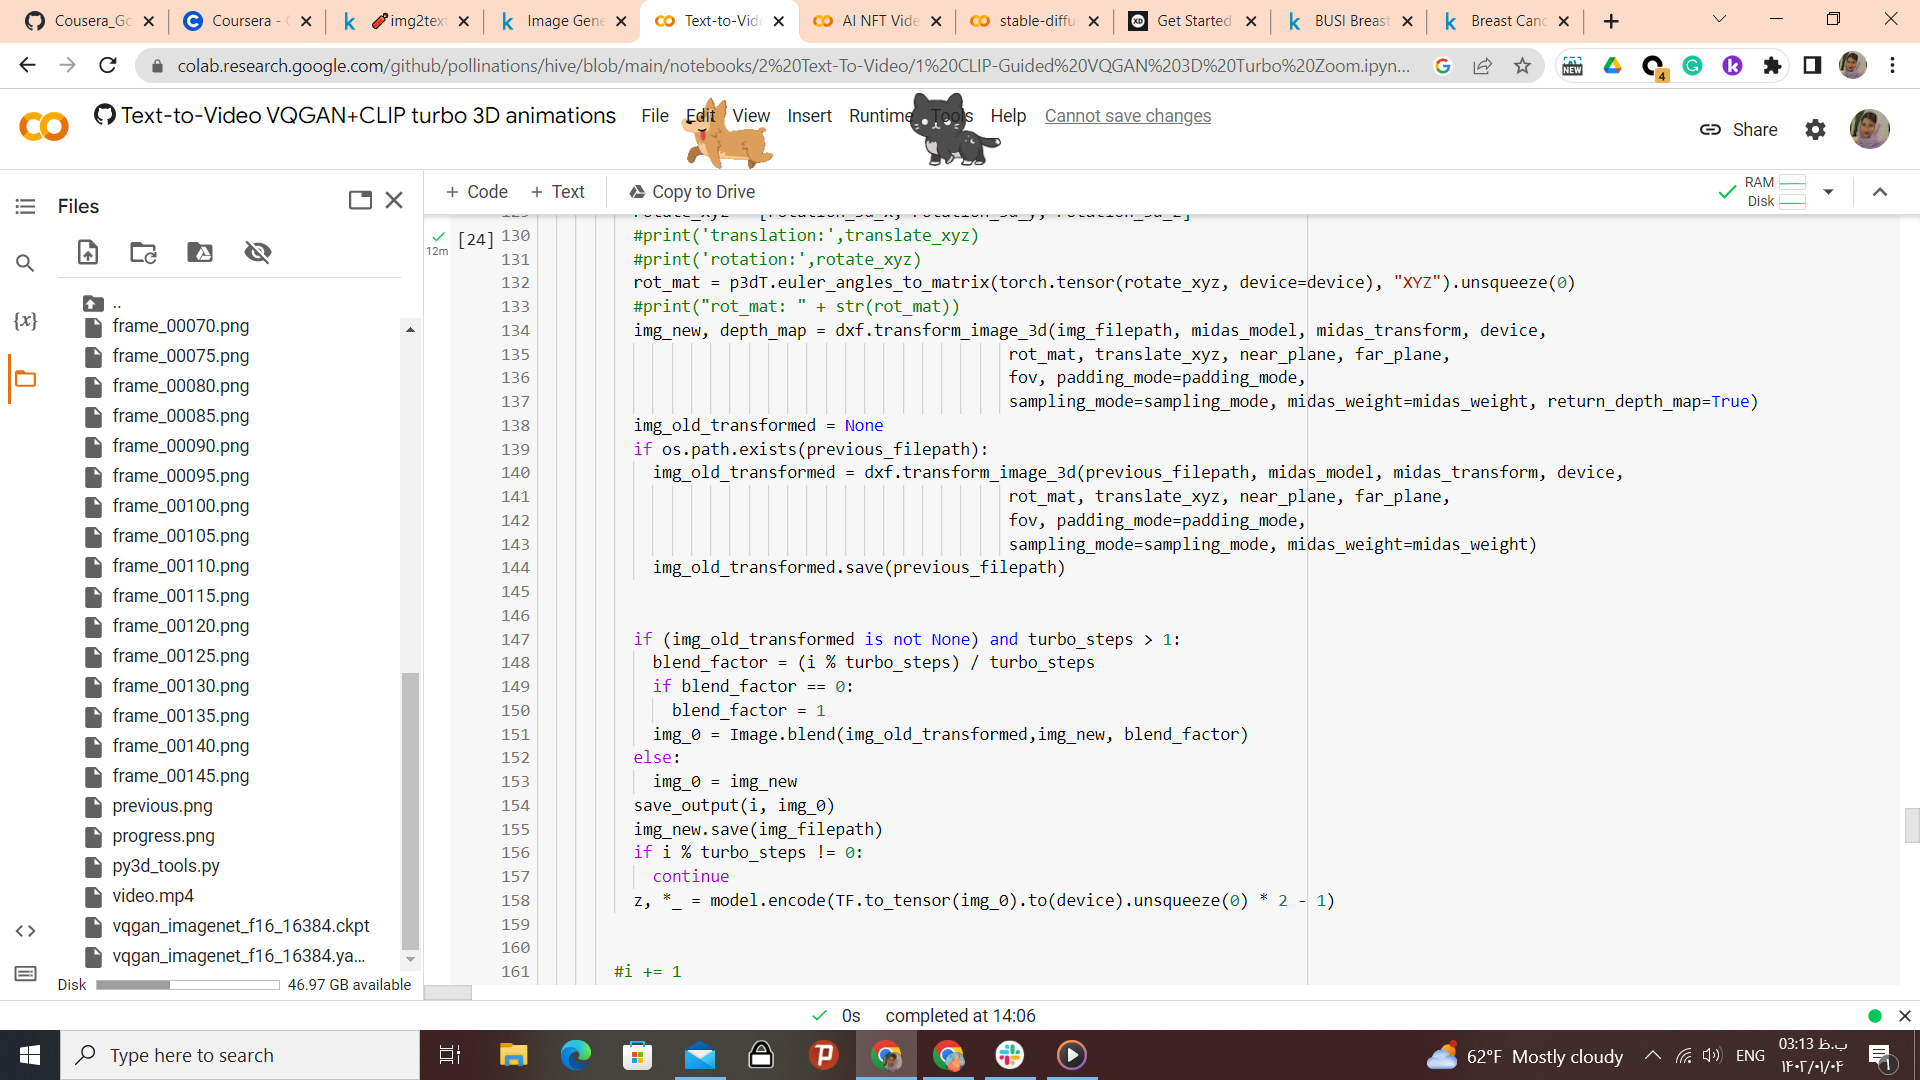 Cousera_Go
Coursera - G
img2text
Image Gene
Text-to-Vide
AI NFT Vide
stable-diffu
Get Started
BUSI Breast
Breast Canc
colab.research.google.com/github/pollinations/hive/blob/main/notebooks/2%20Text-To-Video/1%20CLIP-Guided%20VQGAN%203D%20Turbo%20Zoom.ipyn...
NEW
4
Text-to-Video VQGAN+CLIP turbo 3D animations
File Edit View Insert Runtime Tools Help Cannot save changes
Share
Files
+ Code + Text Copy to Drive
RAM
Disk
..
frame_00070.png
frame_00075.png
frame_00080.png
frame_00085.png
frame_00090.png
frame_00095.png
frame_00100.png
frame_00105.png
frame_00110.png
frame_00115.png
frame_00120.png
frame_00125.png
frame_00130.png
frame_00135.png
frame_00140.png
frame_00145.png
previous.png
progress.png
py3d_tools.py
video.mp4
vqgan_imagenet_f16_16384.ckpt
vqgan_imagenet_f16_16384.ya...
Disk 46.97 GB available
12m
[24]
129 rotate_xyz = [rotation_3d_x, rotation_3d_y, rotation_3d_z]
130 #print('translation:',translate_xyz)
131 #print('rotation:',rotate_xyz)
132 rot_mat = p3dT.euler_angles_to_matrix(torch.tensor(rotate_xyz, device=device), "XYZ").unsqueeze(0)
133 #print("rot_mat: " + str(rot_mat))
134 img_new, depth_map = dxf.transform_image_3d(img_filepath, midas_model, midas_transform, device,
135 rot_mat, translate_xyz, near_plane, far_plane,
136 fov, padding_mode=padding_mode,
137 sampling_mode=sampling_mode, midas_weight=midas_weight, return_depth_map=True)
138 img_old_transformed = None
139 if os.path.exists(previous_filepath):
140 img_old_transformed = dxf.transform_image_3d(previous_filepath, midas_model, midas_transform, device,
141 rot_mat, translate_xyz, near_plane, far_plane,
142 fov, padding_mode=padding_mode,
143 sampling_mode=sampling_mode, midas_weight=midas_weight)
144 img_old_transformed.save(previous_filepath)
145
146
147 if (img_old_transformed is not None) and turbo_steps > 1:
148 blend_factor = (i % turbo_steps) / turbo_steps
149 if blend_factor == 0:
150 blend_factor = 1
151 img_0 = Image.blend(img_old_transformed,img_new, blend_factor)
152 else:
153 img_0 = img_new
154 save_output(i, img_0)
155 img_new.save(img_filepath)
156 if i % turbo_steps != 0:
157 continue
158 z, *_ = model.encode(TF.to_tensor(img_0).to(device).unsqueeze(0) * 2 - 1)
159
160
161 #i += 1
0s completed at 14:06
Type here to search
62°F Mostly cloudy
ENG
03:13 ب.ظ
۱۴۰۲/۰۱/۰۴
1